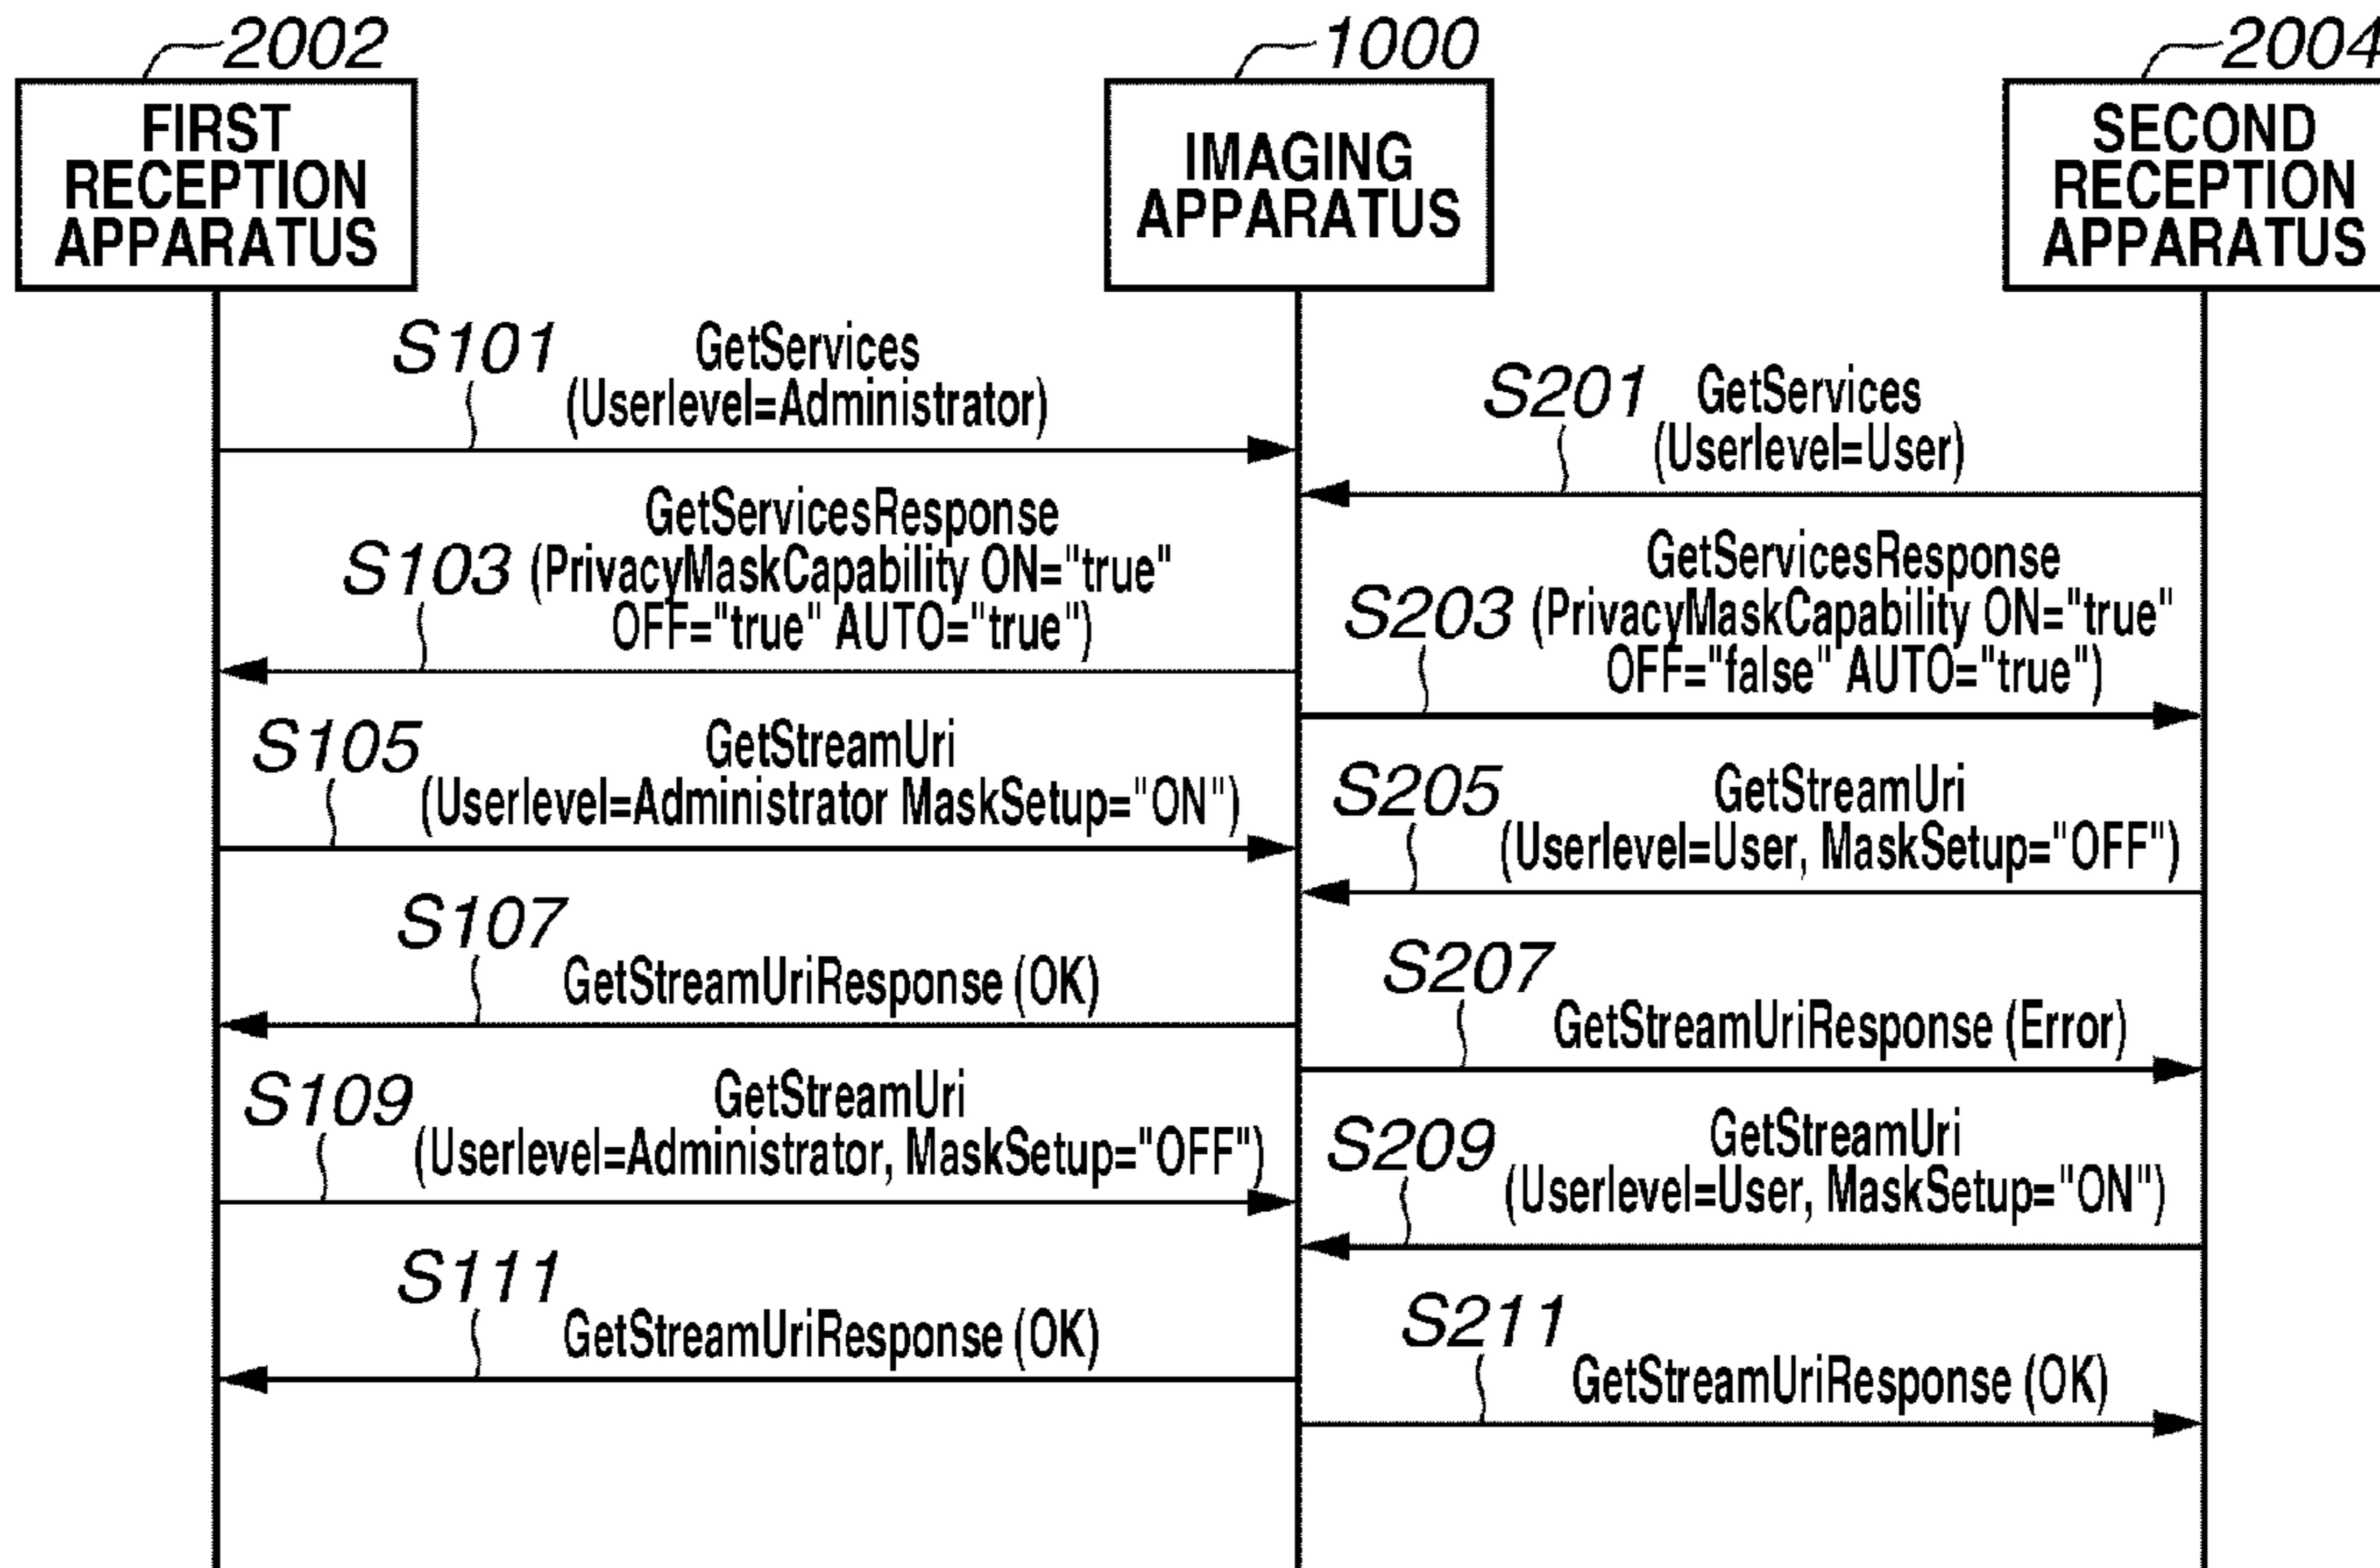 2002
1000
2004
FIRST
RECEPTION
APPARATUS
IMAGING
APPARATUS
SECOND
RECEPTION
APPARATUS
S101
GetServices
(Userlevel=Administrator)
S201
GetServices
(Userlevel=User)
GetServicesResponse
S103 (PrivacyMaskCapability ON="true"
OFF="true" AUTO="true")
GetServicesResponse
S203 (PrivacyMaskCapability ON="true"
OFF="false" AUTO="true")
S105
GetStreamUri
(Userlevel=Administrator MaskSetup="ON")
S205
GetStreamUri
(Userlevel=User, MaskSetup="OFF")
S107
GetStreamUriResponse (OK)
S207
GetStreamUriResponse (Error)
S109
GetStreamUri
(Userlevel=Administrator, MaskSetup="OFF")
S209
GetStreamUri
(Userlevel=User, MaskSetup="ON")
S111
GetStreamUriResponse (OK)
S211
GetStreamUriResponse (OK)